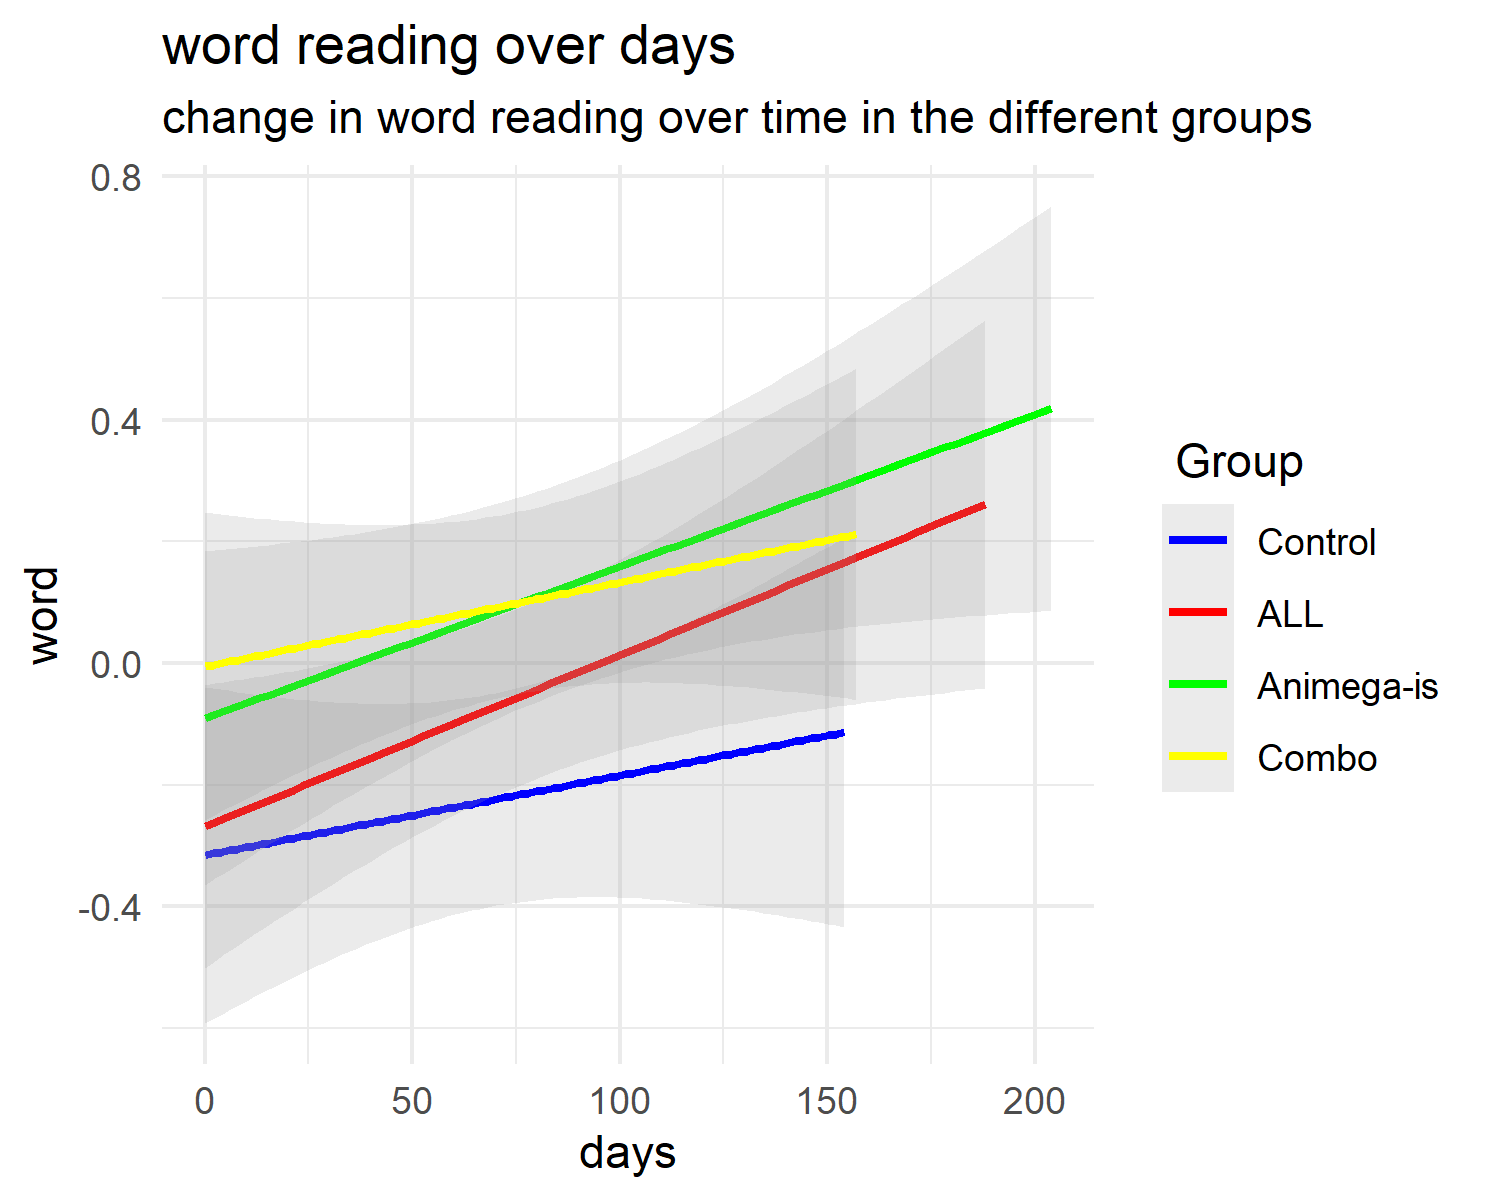 word reading over days
change in word reading over time in the different groups
0.8
0.4
0.0
-0.4
word
0 50 100 150 200
days
Group
Control
ALL
Animega-is
Combo